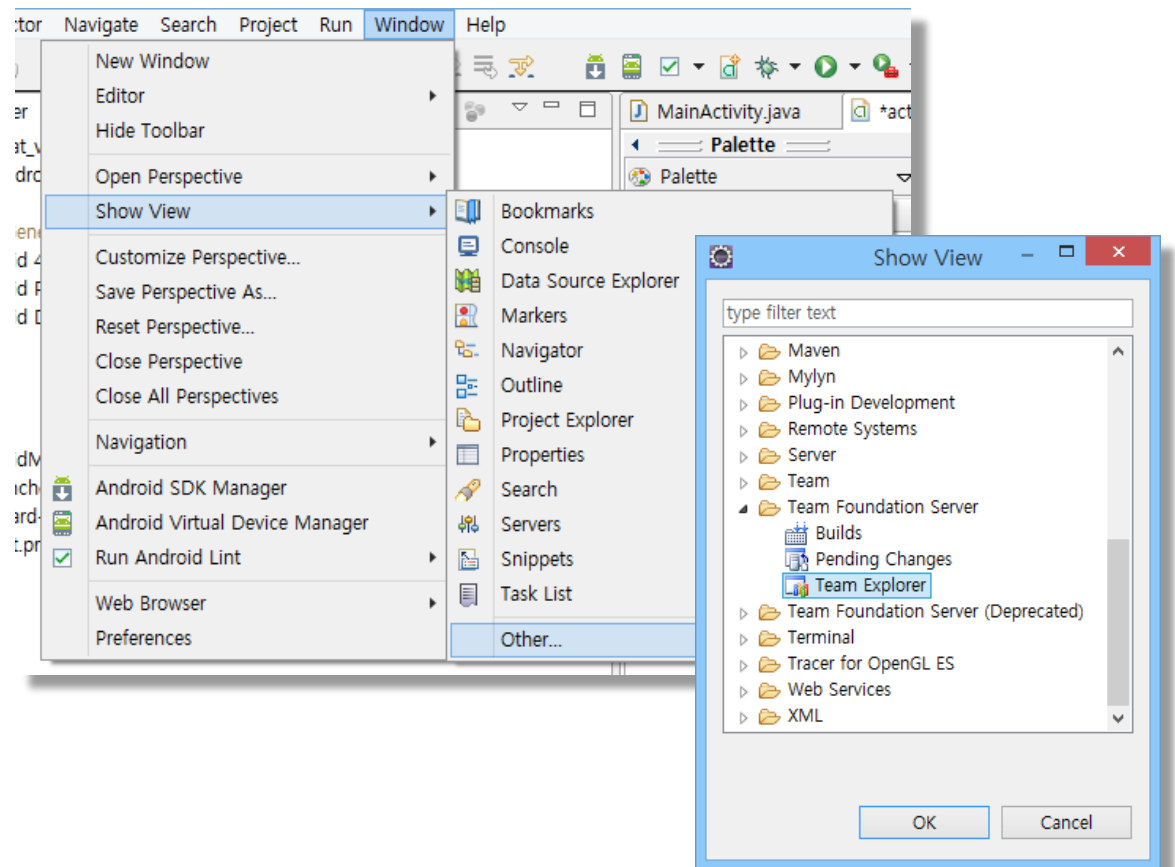 Navigate Search Project Run Window Help
New Window
Editor
Hide Toolbar
Open Perspective
Show View
Customize Perspective...
Save Perspective As...
Reset Perspective...
Close Perspective
Close All Perspectives
Navigation
Android SDK Manager
Android Virtual Device Manager
Run Android Lint
Web Browser
Preferences
MainActivity.java
*act
Palette
Palette
Bookmarks
Console
Data Source Explorer
Markers
Navigator
Outline
Project Explorer
Properties
Search
Servers
Snippets
Task List
Other...
Show View
type filter text
Maven
Mylyn
Plug-in Development
Remote Systems
Server
Team
Team Foundation Server
Builds
Pending Changes
Team Explorer
Team Foundation Server (Deprecated)
Terminal
Tracer for OpenGL ES
Web Services
XML
OK Cancel